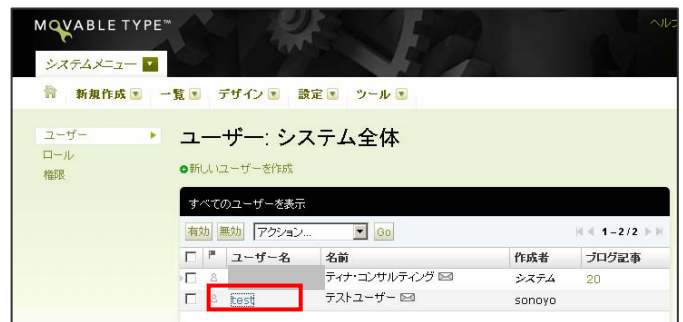 MOVABLE TYPE™
ヘルプ
システムメニュー
新規作成 一覧 デザイン 設定 ツール
ユーザー
ロール
権限
ユーザー: システム全体
新しいユーザーを作成
すべてのユーザーを表示
有効 無効 アクション... Go 1-2/2
ユーザー名 名前 作成者 ブログ記事
ティナ・コンサルティング システム 20
test テストユーザー sonoyo